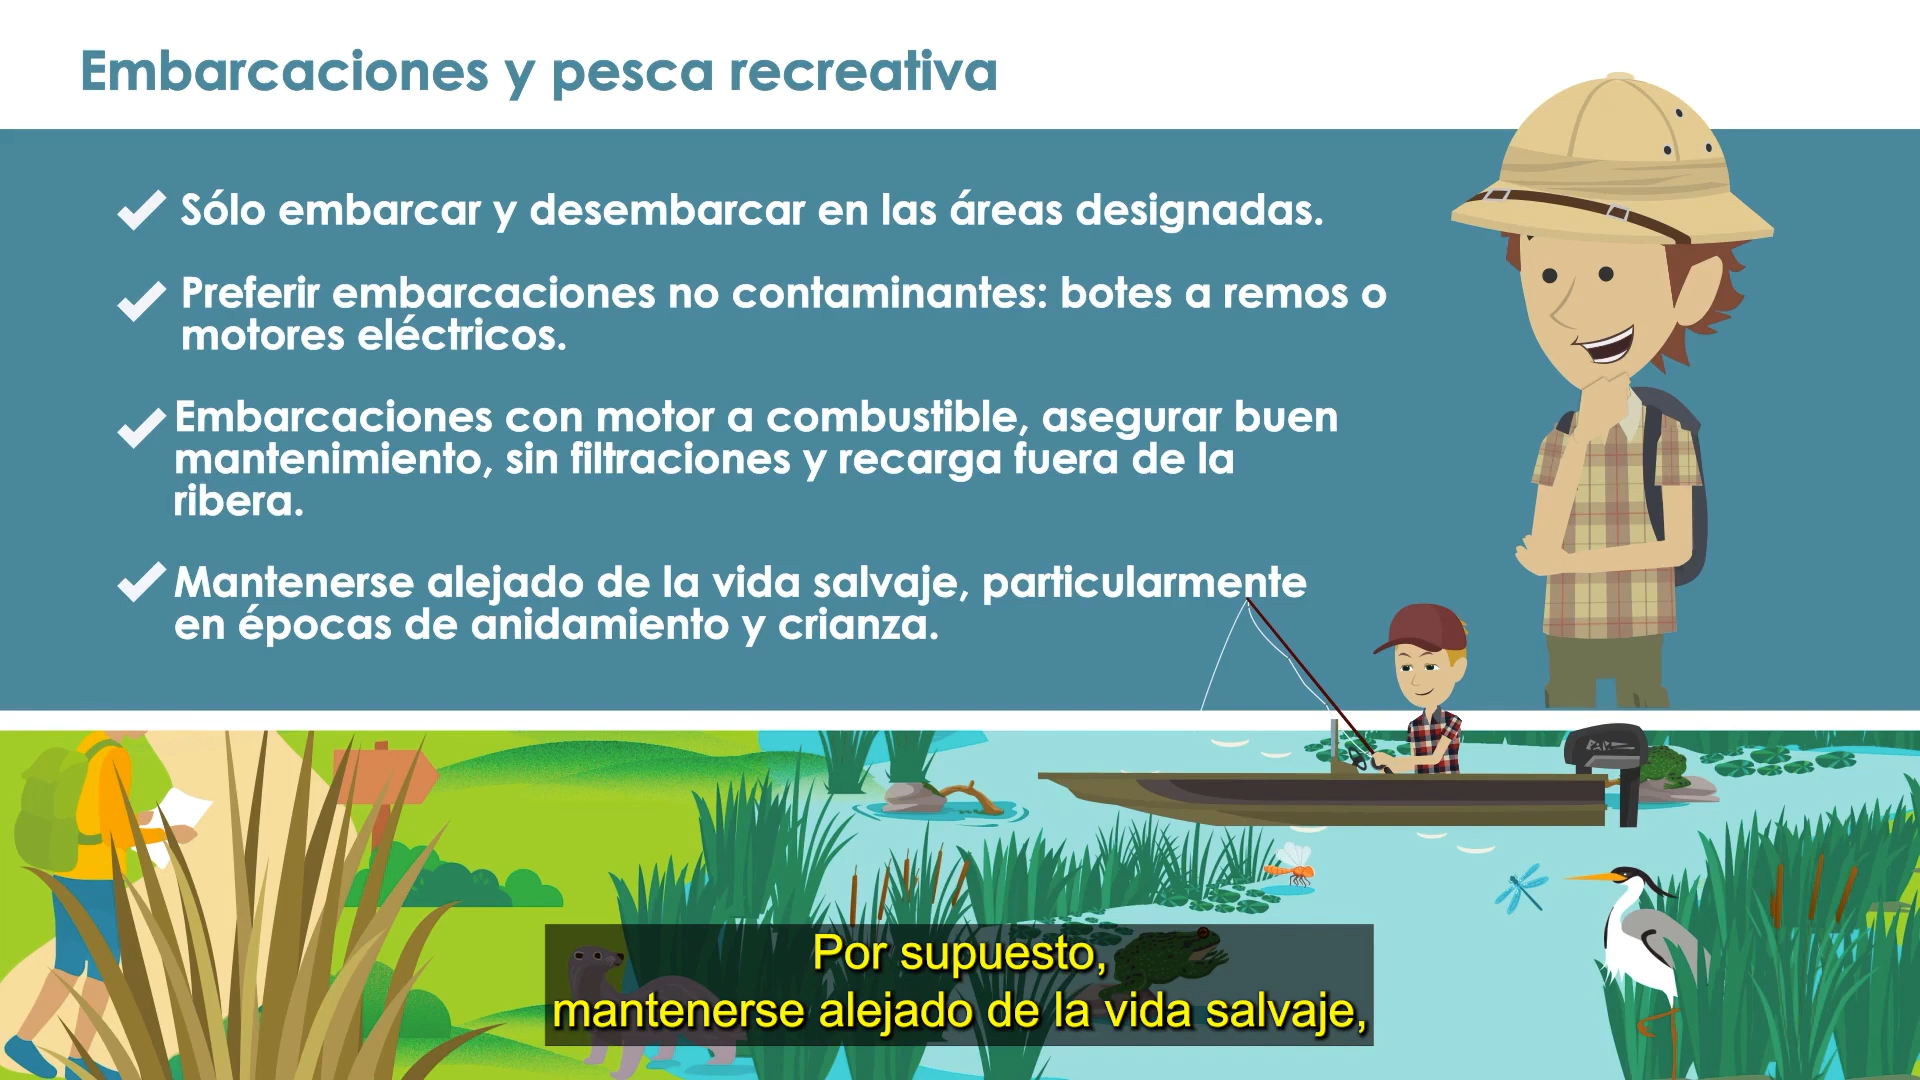 Embarcaciones y pesca recreativa
Sólo embarcar y desembarcar en las áreas designadas.
Preferir embarcaciones no contaminantes: botes a remos o
motores eléctricos.
Embarcaciones con motor a combustible, asegurar buen
mantenimiento, sin filtraciones y recarga fuera de la
ribera.
Mantenerse alejado de la vida salvaje, particularmente
en épocas de anidamiento y crianza.
Por supuesto,
mantenerse alejado de la vida salvaje,